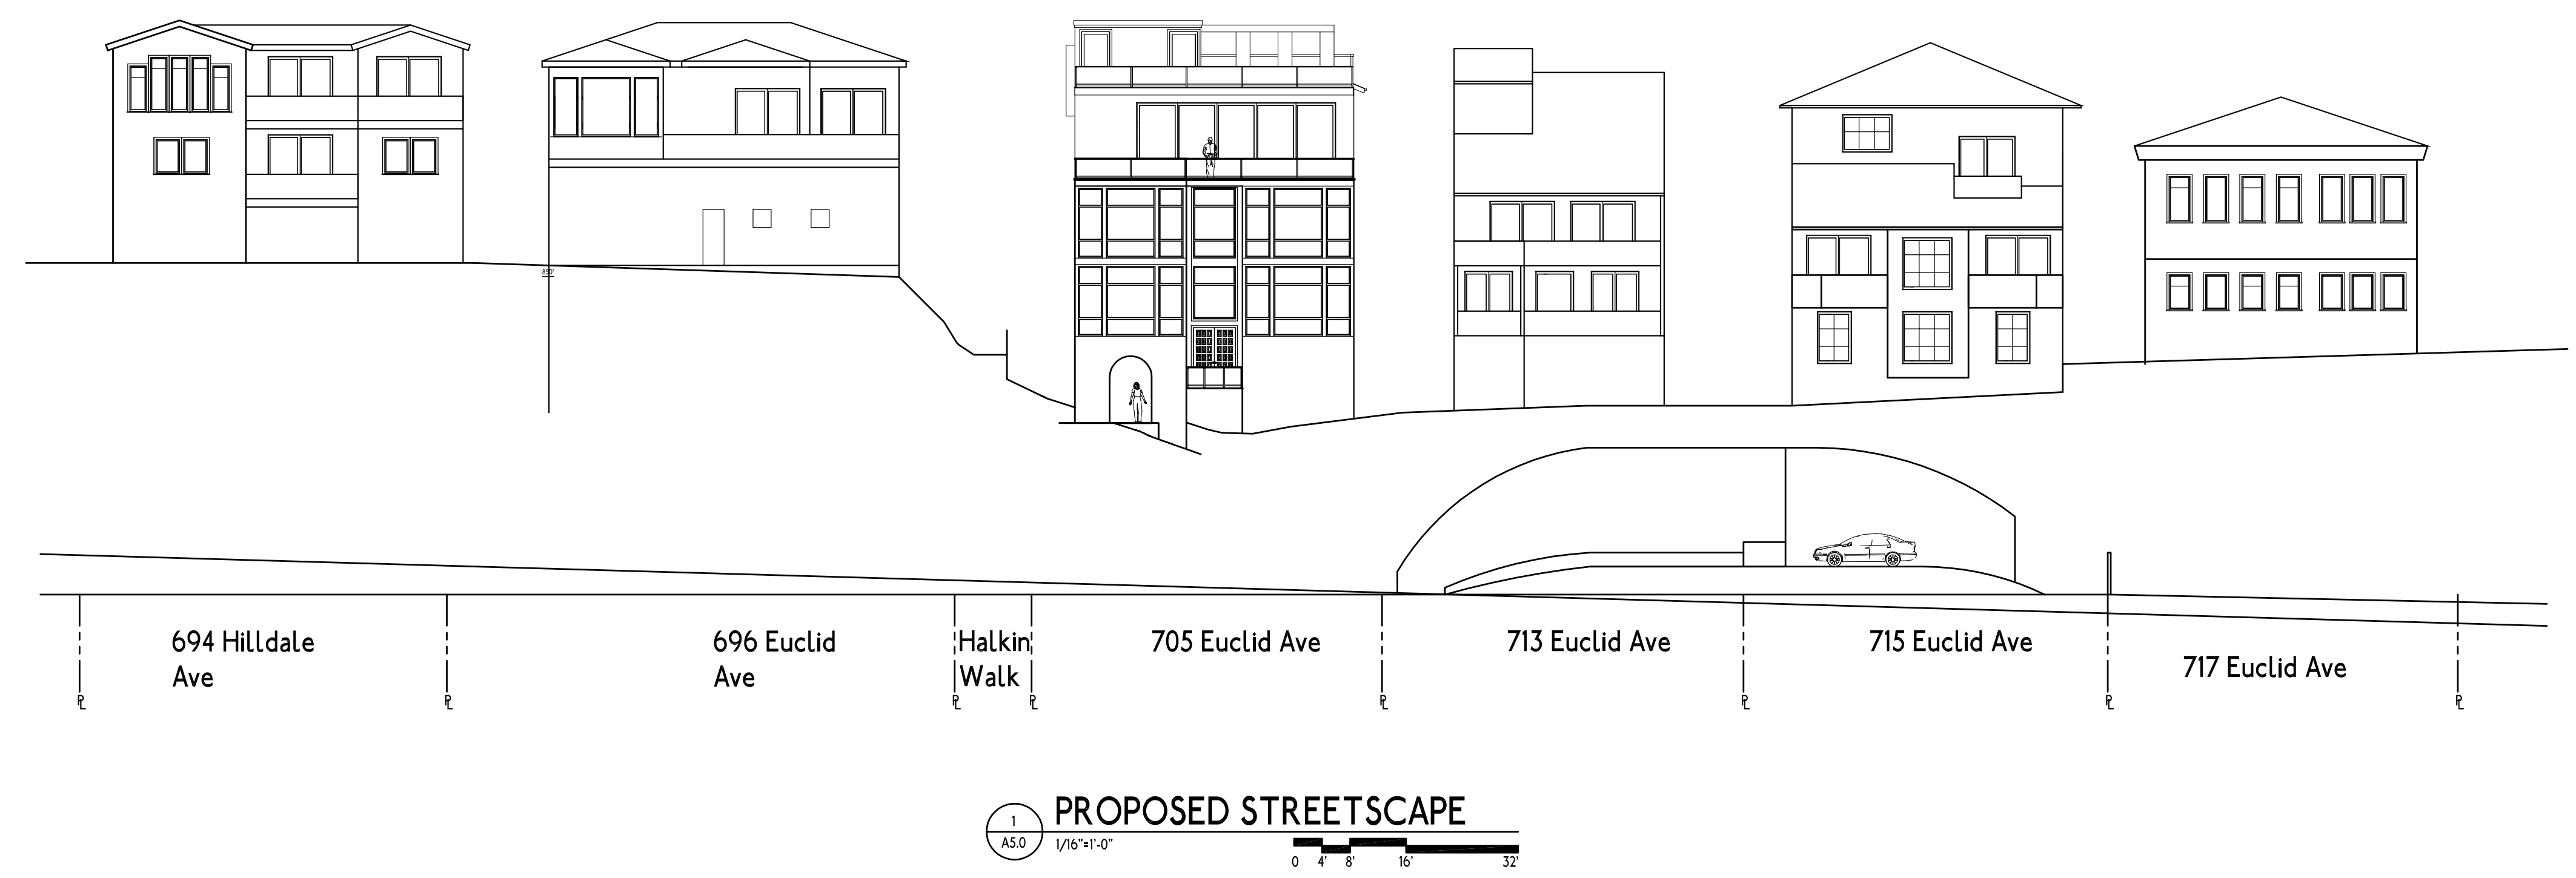 850'
694 Hilldale
Ave
696 Euclid
Ave
Halkin
Walk
705 Euclid Ave
713 Euclid Ave
715 Euclid Ave
717 Euclid Ave
PL
PL
PL
PL
PL
PL
PL
PL
1
A5.0
PROPOSED STREETSCAPE
1/16"=1'-0"
0 4' 8' 16' 32'